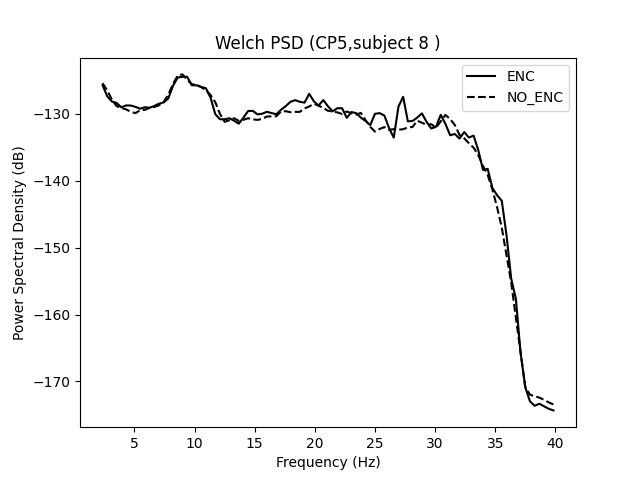 Welch PSD (CP5,subject 8 )
ENC
NO_ENC
Power Spectral Density (dB)
−130
−140
−150
−160
−170
5 10 15 20 25 30 35 40
Frequency (Hz)